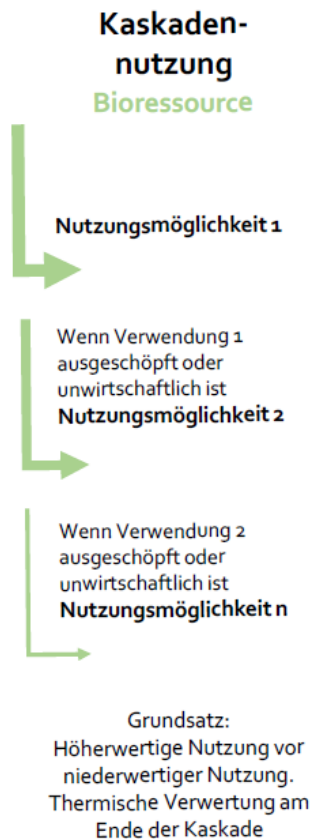 Kaskaden-
nutzung
Bioressource
Nutzungsmöglichkeit 1
Wenn Verwendung 1
ausgeschöpft oder
unwirtschaftlich ist
Nutzungsmöglichkeit 2
Wenn Verwendung 2
ausgeschöpft oder
unwirtschaftlich ist
Nutzungsmöglichkeit n
Grundsatz:
Höherwertige Nutzung vor
niederwertiger Nutzung.
Thermische Verwertung am
Ende der Kaskade